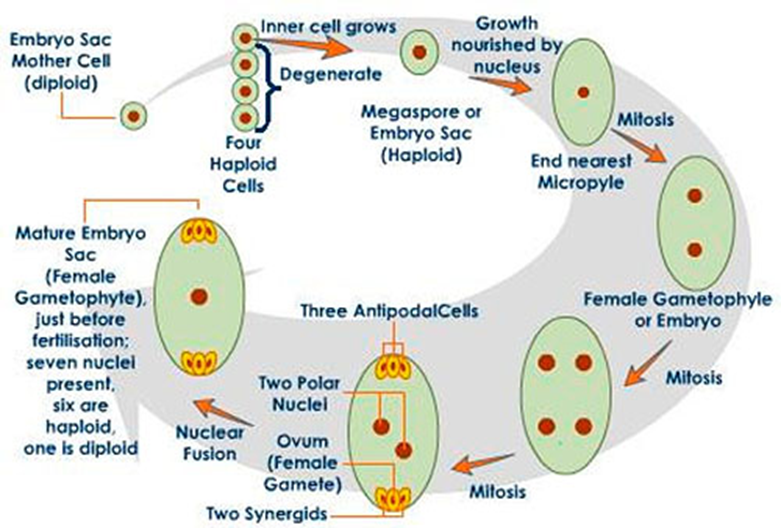 Embryo Sac
Mother Cell
(diploid)
Inner cell grows
Degenerate
Four
Haploid
Cells
Megaspore or
Embryo Sac
(Haploid)
Growth
nourished by
nucleus
End nearest
Micropyle
Mitosis
Female Gametophyte
or Embryo
Mitosis
Mitosis
Three AntipodalCells
Two Polar
Nuclei
Ovum
(Female
Gamete)
Two Synergids
Nuclear
Fusion
Mature Embryo
Sac
(Female
Gametophyte),
just before
fertilisation;
seven nuclei
present,
six are
haploid,
one is diploid